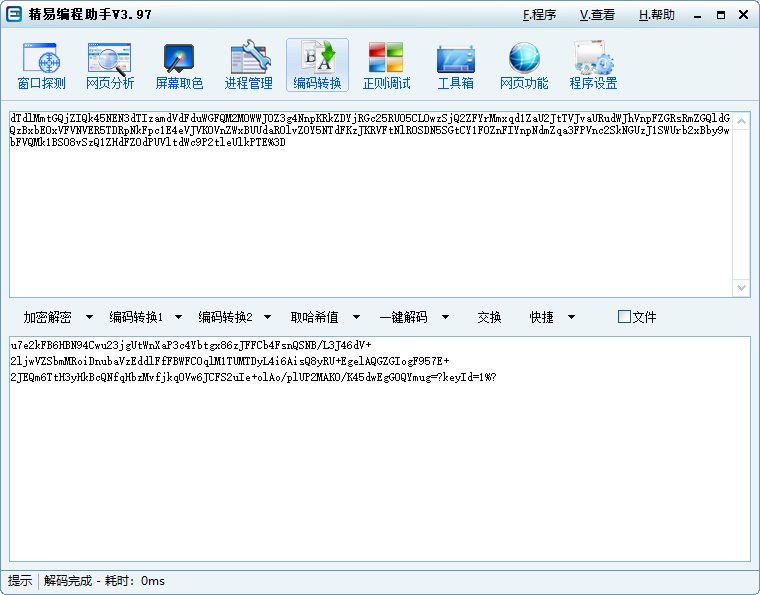 精易编程助手V3.97
F.程序 V.查看 H.帮助
窗口探测 网页分析 屏幕取色 进程管理 编码转换 正则调试 工具箱 网页功能 程序设置
加密解密 编码转换1 编码转换2 取哈希值 一键解码 交换 快捷 文件
u7e2kFB6HBN94Cwu23jgUtWnXaP3c4Ybtgx86zJFFCb4FsnQSNB/L3J46dV+
2ljwVZSbmMRoiDnubaVzEddlFfFBWFCOqlM1TUMTDyL4i6AisQ8yRU+EgelAQGZGIogF957E+
2JEQm6TtH3yHkBcQNfqHbzMvfjkqOVw6JCFS2uIe+olAo/plUP2MAKO/K45dwEgGOQYmug=?keyId=1%?
提示 解码完成 - 耗时：0ms